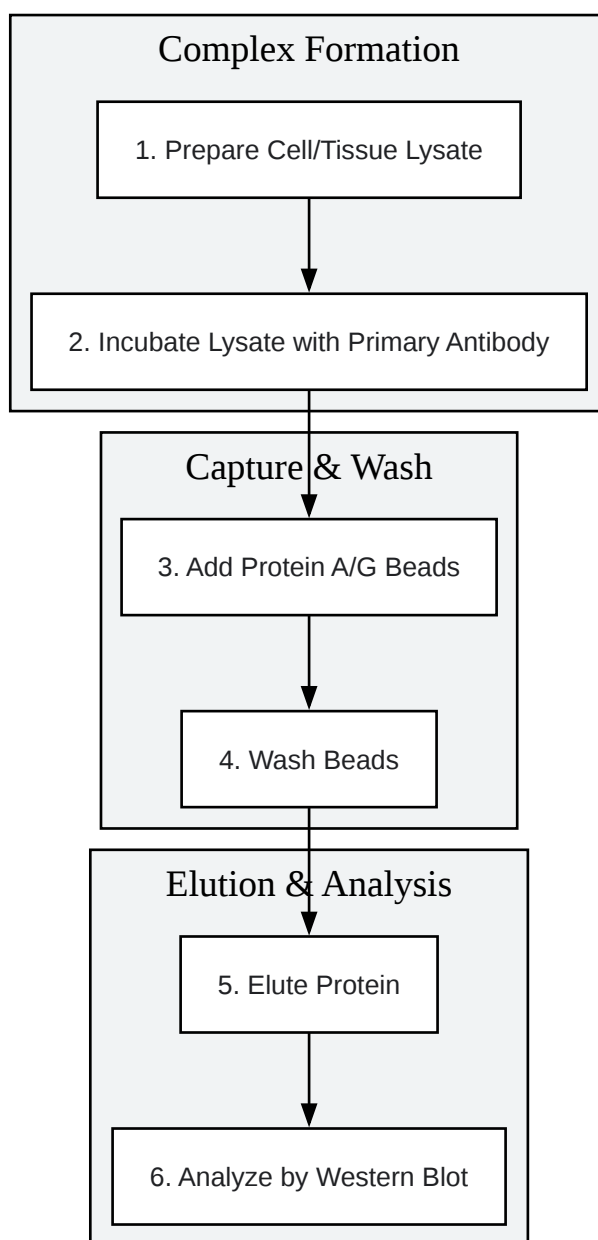 Complex Formation
1. Prepare Cell/Tissue Lysate
2. Incubate Lysate with Primary Antibody
Capture & Wash
3. Add Protein A/G Beads
4. Wash Beads
Elution & Analysis
5. Elute Protein
6. Analyze by Western Blot